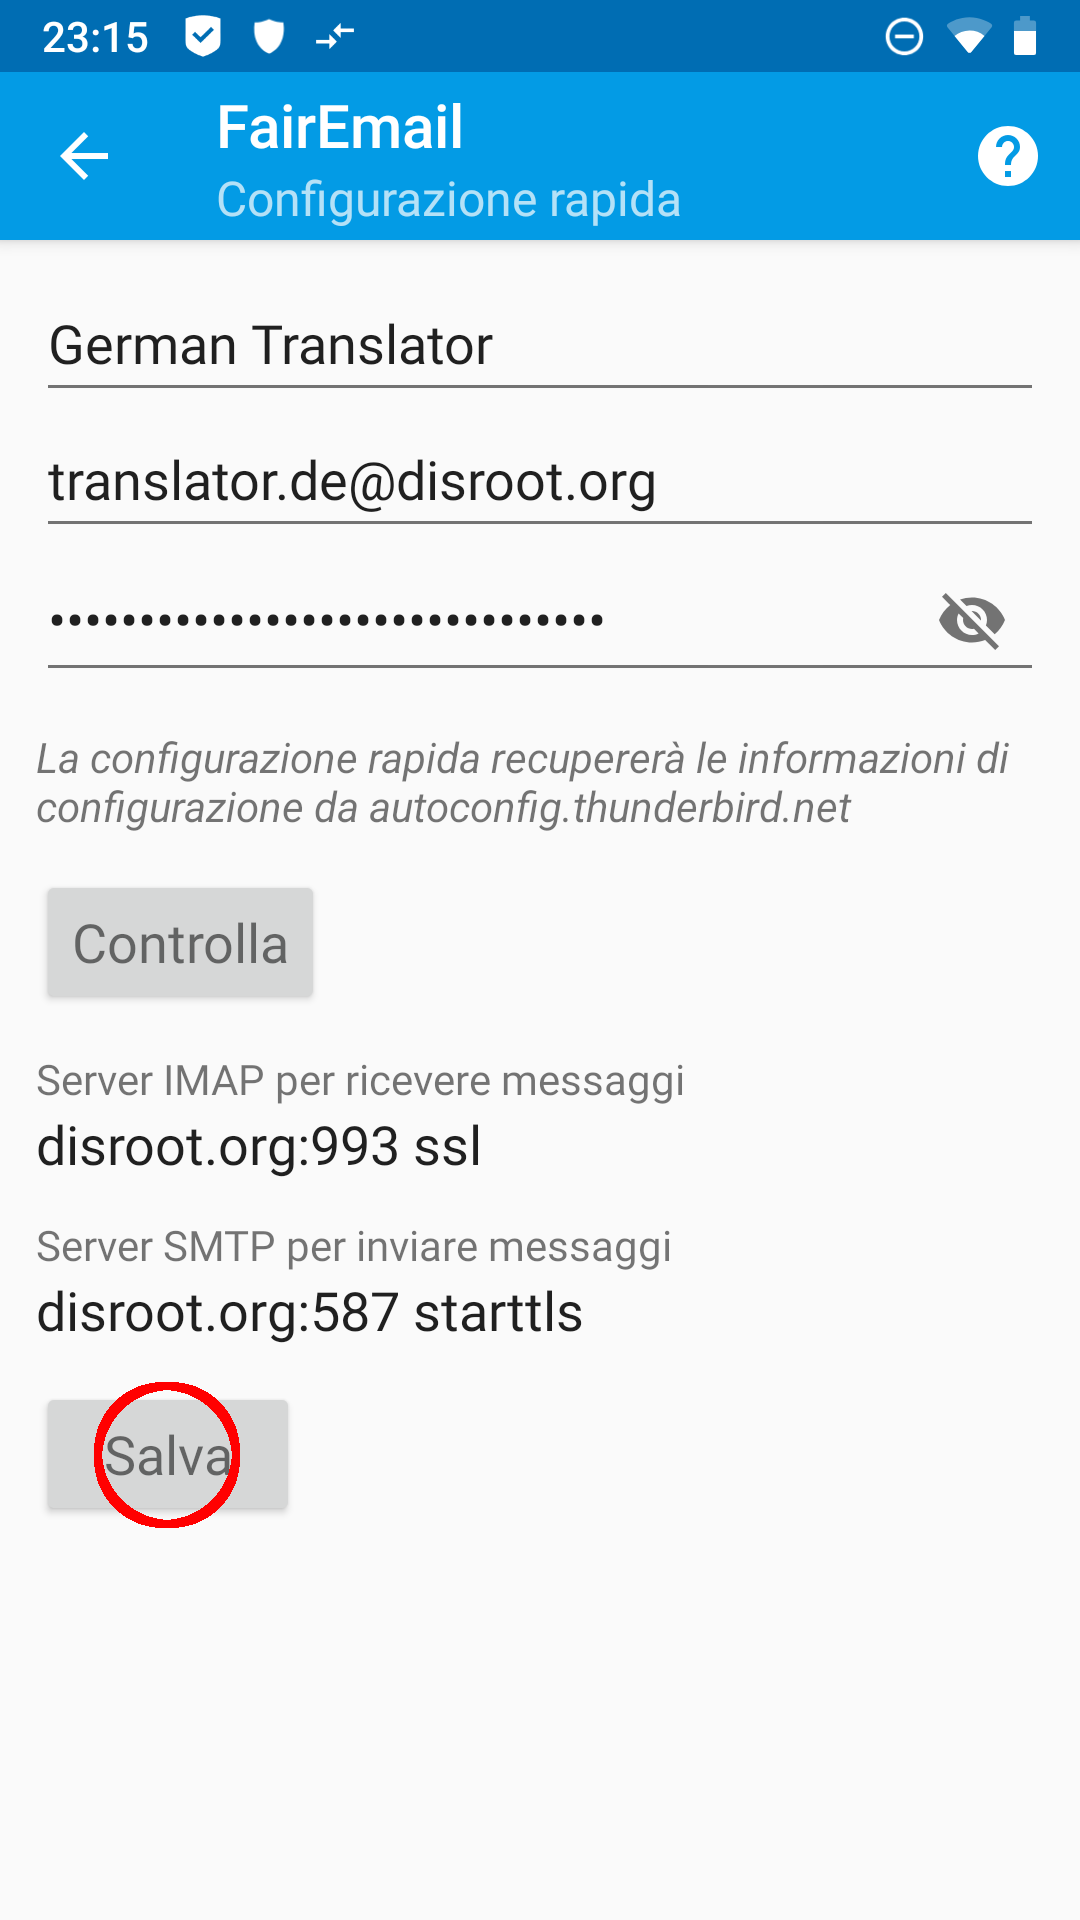 23:15
FairEmail
Configurazione rapida
German Translator
translator.de@disroot.org
•••••••••••••••••••••••••••••••
La configurazione rapida recupererà le informazioni di
configurazione da autoconfig.thunderbird.net
Controlla
Server IMAP per ricevere messaggi
disroot.org:993 ssl
Server SMTP per inviare messaggi
disroot.org:587 starttls
Salva